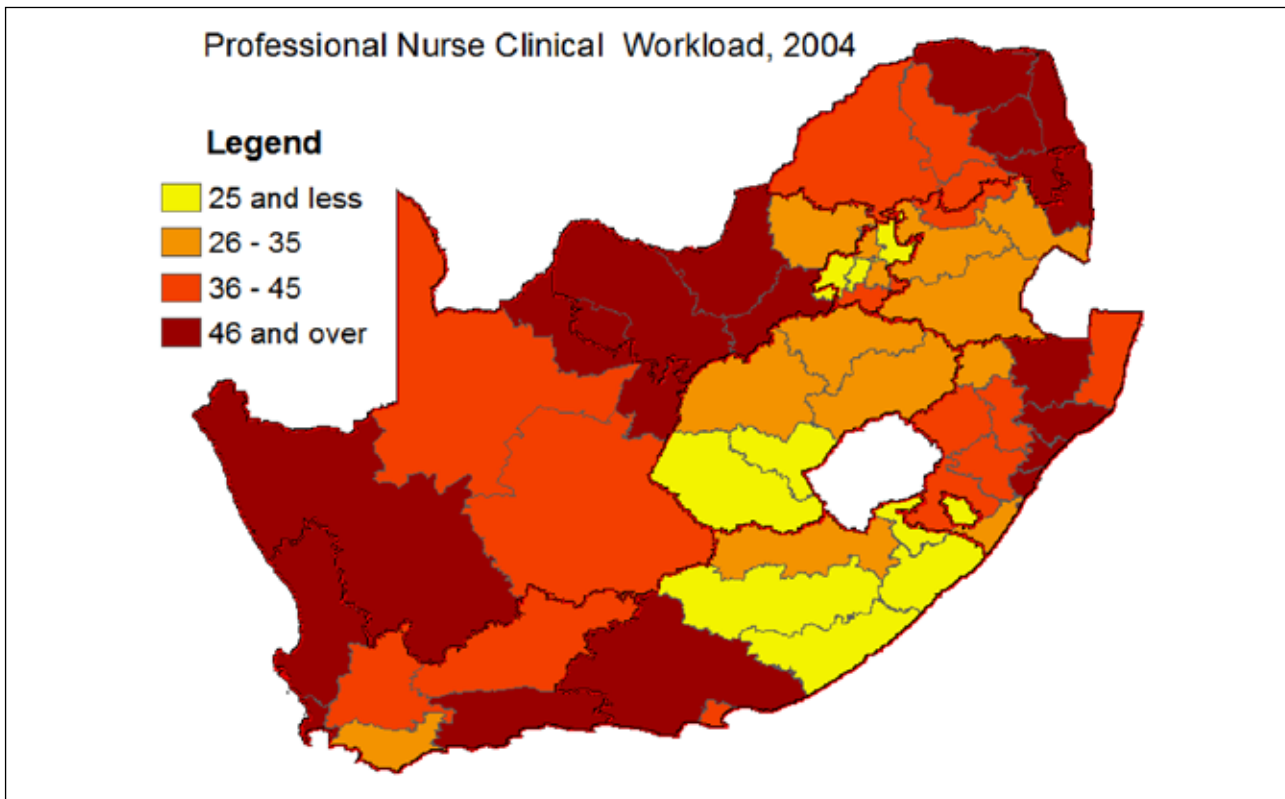 Professional Nurse Clinical Workload, 2004
Legend
25 and less
26 - 35
36 - 45
46 and over